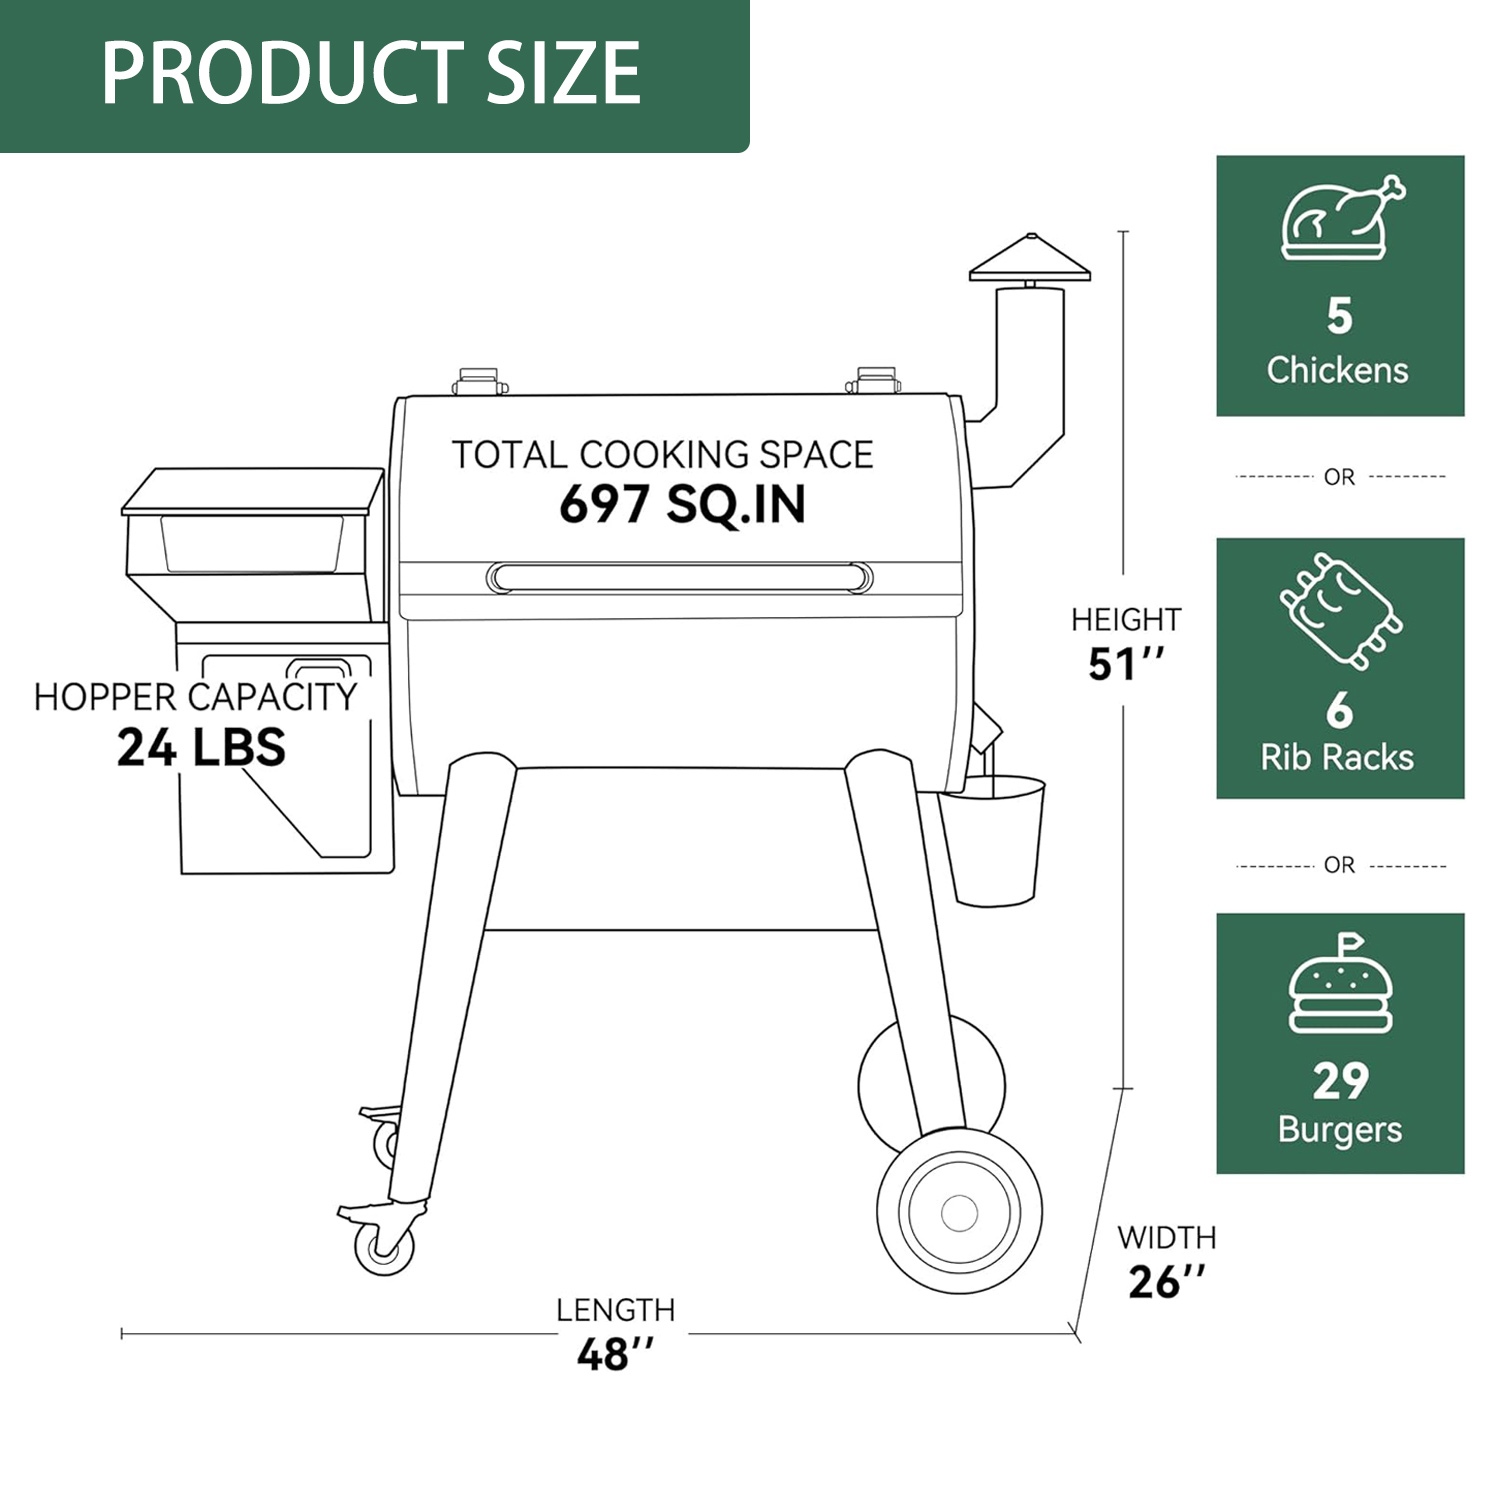 PRODUCT SIZE
TOTAL COOKING SPACE
697 SQ.IN
HOPPER CAPACITY
24 LBS
HEIGHT
51’’
WIDTH
26’’
LENGTH
48’’
5
Chickens
OR
6
Rib Racks
OR
29
Burgers